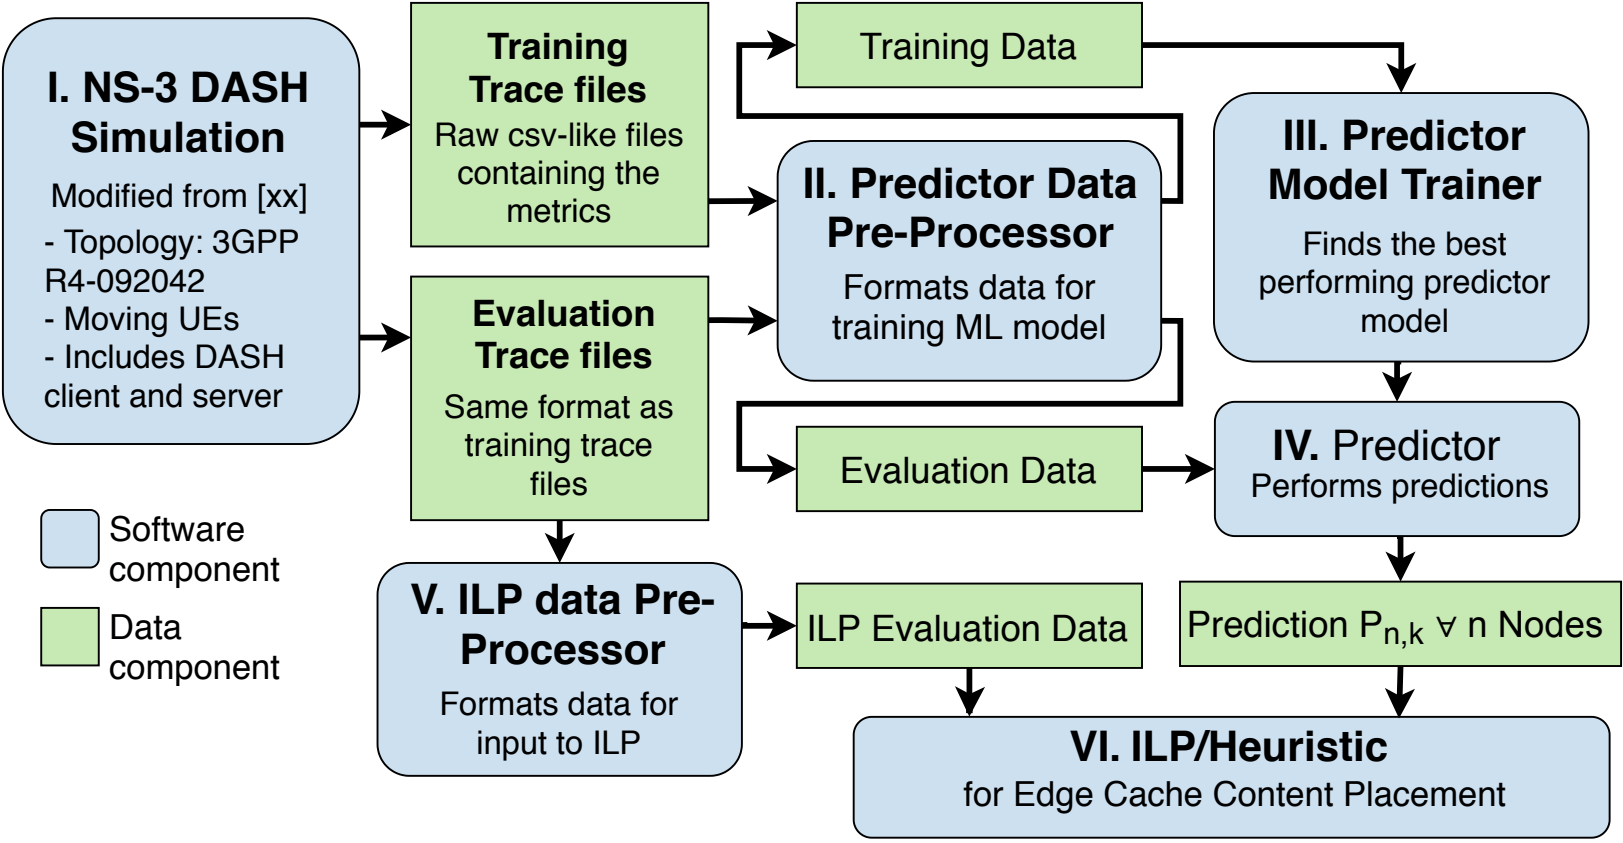 I. NS-3 DASH
Simulation
Modified from [xx]
- Topology: 3GPP
R4-092042
- Moving UEs
- Includes DASH
client and server
Training
Trace files
Raw csv-like files
containing the
metrics
Evaluation
Trace files
Same format as
training trace
files
Training Data
II. Predictor Data
Pre-Processor
Formats data for
training ML model
Evaluation Data
III. Predictor
Model Trainer
Finds the best
performing predictor
model
IV. Predictor
Performs predictions
Software
component
Data
component
V. ILP data Pre-
Processor
Formats data for
input to ILP
ILP Evaluation Data
Prediction Pn,k ∀ n Nodes
VI. ILP/Heuristic
for Edge Cache Content Placement